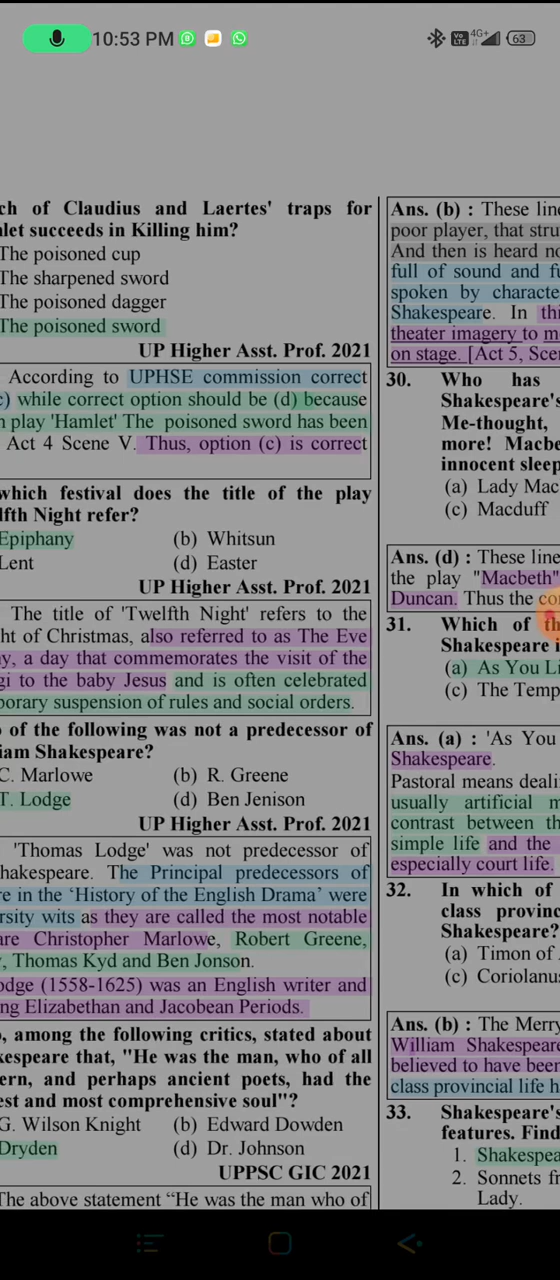 10:53 PM
Vo LTE 4G+ 63
ch of Claudius and Laertes' traps for
nlet succeeds in Killing him?
The poisoned cup
The sharpened sword
The poisoned dagger
The poisoned sword
UP Higher Asst. Prof. 2021
According to UPHSE commission correct
c) while correct option should be (d) because
n play 'Hamlet' The poisoned sword has been
Act 4 Scene V. Thus, option (c) is correct
which festival does the title of the play
lfth Night refer?
Epiphany (b) Whitsun
Lent (d) Easter
UP Higher Asst. Prof. 2021
The title of 'Twelfth Night' refers to the
ht of Christmas, also referred to as The Eve
y, a day that commemorates the visit of the
gi to the baby Jesus and is often celebrated
porary suspension of rules and social orders.
o of the following was not a predecessor of
iam Shakespeare?
C. Marlowe (b) R. Greene
T. Lodge (d) Ben Jenison
UP Higher Asst. Prof. 2021
'Thomas Lodge' was not predecessor of
hakespeare. The Principal predecessors of
re in the 'History of the English Drama' were
rsity wits as they are called the most notable
are Christopher Marlowe, Robert Greene,
, Thomas Kyd and Ben Jonson.
odge (1558-1625) was an English writer and
ng Elizabethan and Jacobean Periods.
o, among the following critics, stated about
kespeare that, "He was the man, who of all
ern, and perhaps ancient poets, had the
est and most comprehensive soul"?
G. Wilson Knight (b) Edward Dowden
Dryden (d) Dr. Johnson
UPPSC GIC 2021
The above statement "He was the man who of
Ans. (b) : These line
poor player, that stru
And then is heard no
full of sound and fu
spoken by characte
Shakespeare. In thi
theater imagery to m
on stage. [Act 5, Scen
30. Who has
Shakespeare's
Me-thought,
more! Macbe
innocent sleep
(a) Lady Mac
(c) Macduff
Ans. (d) : These line
the play "Macbeth"
Duncan. Thus the co
31. Which of th
Shakespeare i
(a) As You Li
(c) The Temp
Ans. (a) : 'As You
Shakespeare.
Pastoral means deali
usually artificial m
contrast between th
simple life and the
especially court life.
32. In which of
class provinc
Shakespeare?
(a) Timon of
(c) Coriolanus
Ans. (b) : The Merry
William Shakespeare
believed to have been
class provincial life h
33. Shakespeare's
features. Find
1. Shakespea
2. Sonnets fr
Lady.